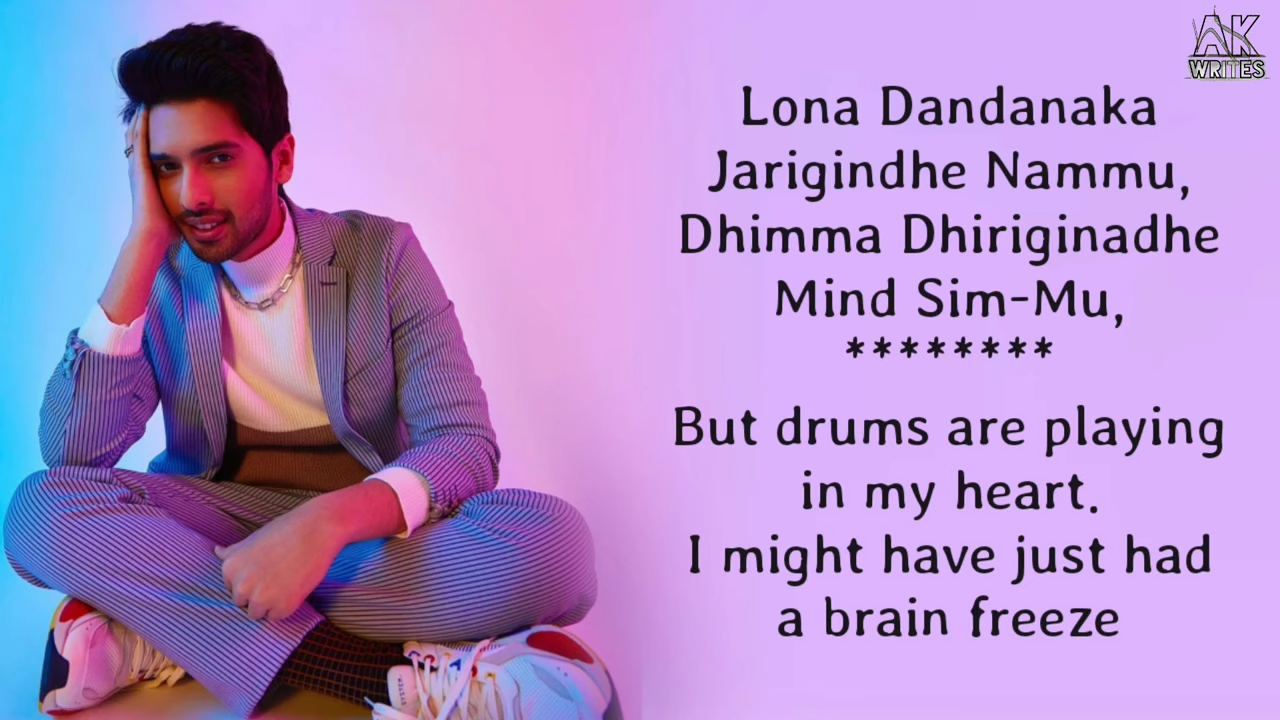 AK
WRITES
Lona Dandanaka
Jarigindhe Nammu,
Dhimma Dhiriginadhe
Mind Sim-Mu,
********
But drums are playing
in my heart.
I might have just had
a brain freeze